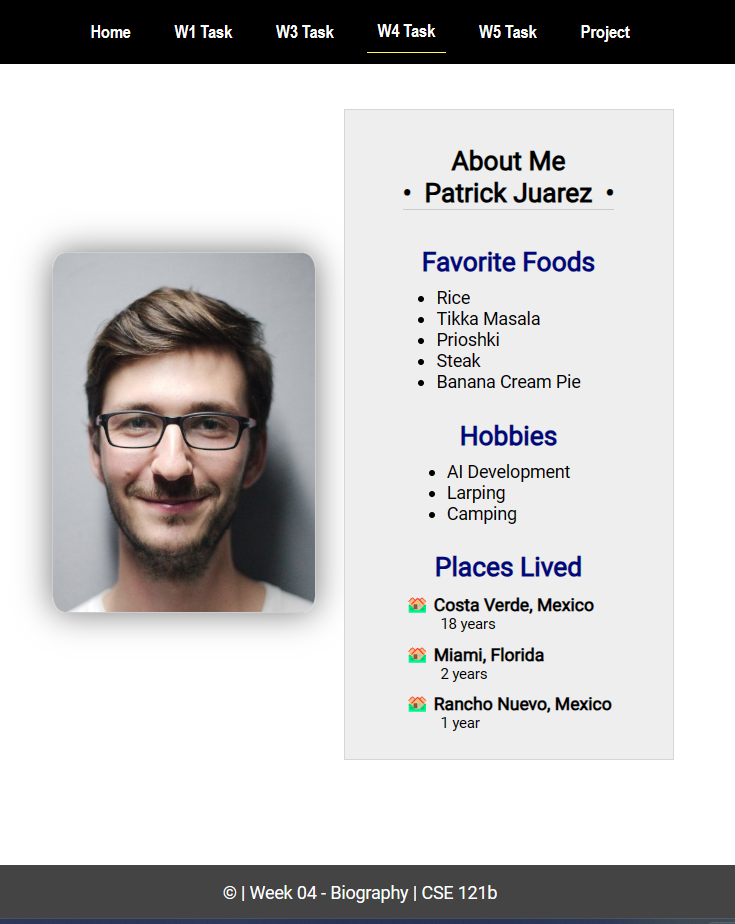 Home W1 Task W3 Task W4 Task W5 Task Project
About Me
• Patrick Juarez •
Favorite Foods
• Rice
• Tikka Masala
• Prioshki
• Steak
• Banana Cream Pie
Hobbies
• AI Development
• Larping
• Camping
Places Lived
Costa Verde, Mexico
18 years
Miami, Florida
2 years
Rancho Nuevo, Mexico
1 year
© | Week 04 - Biography | CSE 121b